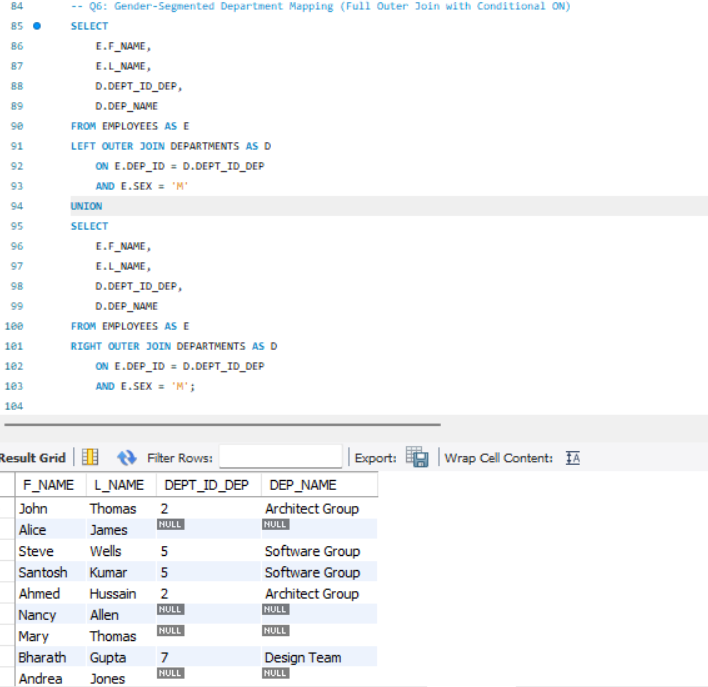 84 -- Q6: Gender-Segmented Department Mapping (Full Outer Join with Conditional ON)
85 SELECT
86 E.F_NAME,
87 E.L_NAME,
88 D.DEPT_ID_DEP,
89 D.DEP_NAME
90 FROM EMPLOYEES AS E
91 LEFT OUTER JOIN DEPARTMENTS AS D
92 ON E.DEP_ID = D.DEPT_ID_DEP
93 AND E.SEX = 'M'
94 UNION
95 SELECT
96 E.F_NAME,
97 E.L_NAME,
98 D.DEPT_ID_DEP,
99 D.DEP_NAME
100 FROM EMPLOYEES AS E
101 RIGHT OUTER JOIN DEPARTMENTS AS D
102 ON E.DEP_ID = D.DEPT_ID_DEP
103 AND E.SEX = 'M';
104
Result Grid Filter Rows: Export: Wrap Cell Content: IA
F_NAME L_NAME DEPT_ID_DEP DEP_NAME
John Thomas 2 Architect Group
Alice James NULL NULL
Steve Wells 5 Software Group
Santosh Kumar 5 Software Group
Ahmed Hussain 2 Architect Group
Nancy Allen NULL NULL
Mary Thomas NULL NULL
Bharath Gupta 7 Design Team
Andrea Jones NULL NULL